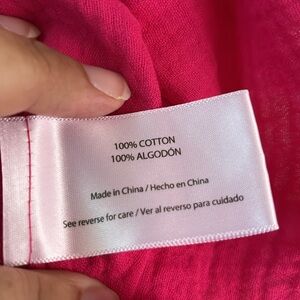 100% COTTON
100% ALGODÓN
Made in China / Hecho en China
See reverse for care / Ver al reverso para cuidado